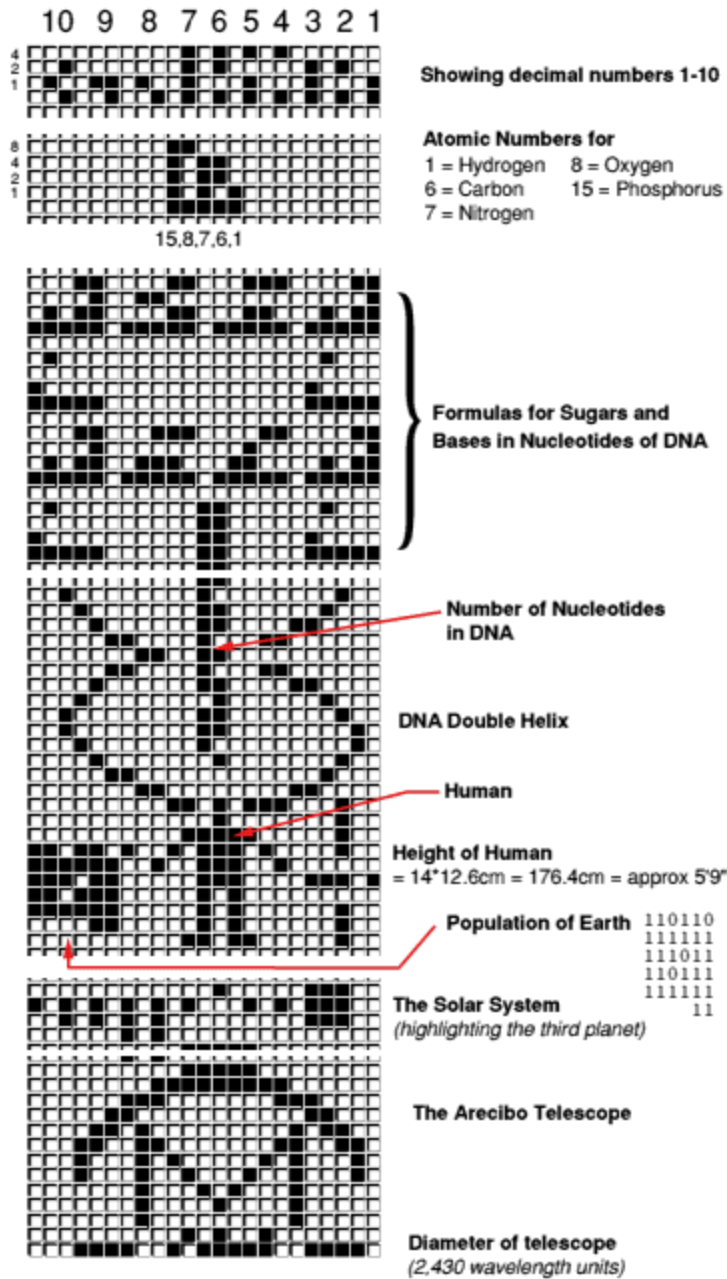 10 9 8 7 6 5 4 3 2 1
4
2
1
Showing decimal numbers 1-10
8
4
2
1
Atomic Numbers for
1 = Hydrogen 8 = Oxygen
6 = Carbon 15 = Phosphorus
7 = Nitrogen
15,8,7,6,1
Formulas for Sugars and
Bases in Nucleotides of DNA
Number of Nucleotides
in DNA
DNA Double Helix
Human
Height of Human
= 14*12.6cm = 176.4cm = approx 5'9"
Population of Earth 110110
111111
111011
110111
111111
11
The Solar System
(highlighting the third planet)
The Arecibo Telescope
Diameter of telescope
(2,430 wavelength units)